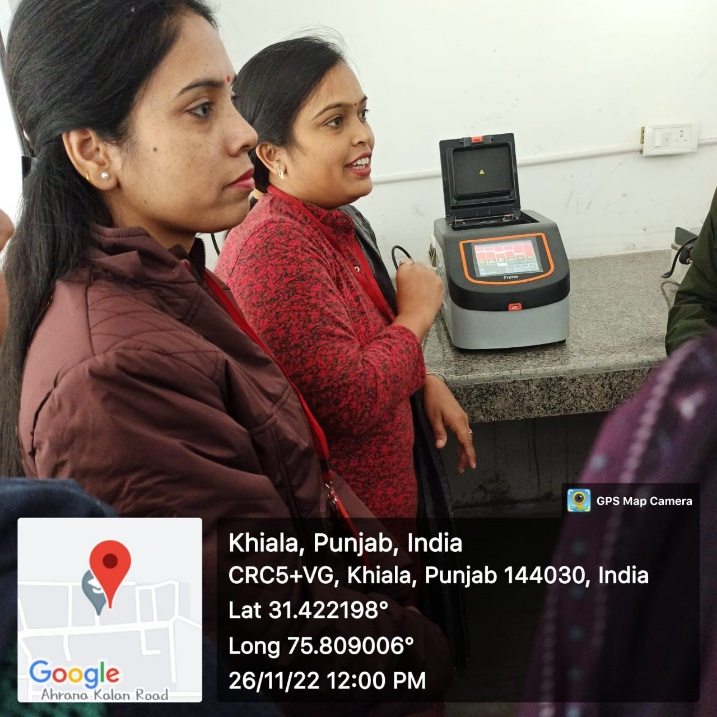 Prime
GPS Map Camera
Khiala, Punjab, India
CRC5+VG, Khiala, Punjab 144030, India
Lat 31.422198°
Long 75.809006°
26/11/22 12:00 PM
Google
Ahrana Kalan Road